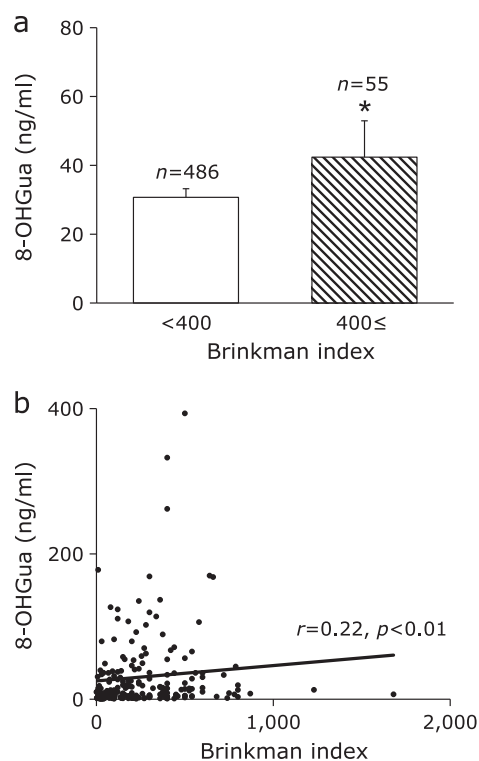 a
80
60
40
20
0
8-OHGua (ng/ml)
n=486
n=55
*
<400
400≤
Brinkman index
b
400
200
0
8-OHGua (ng/ml)
r=0.22, p<0.01
0
1,000
2,000
Brinkman index